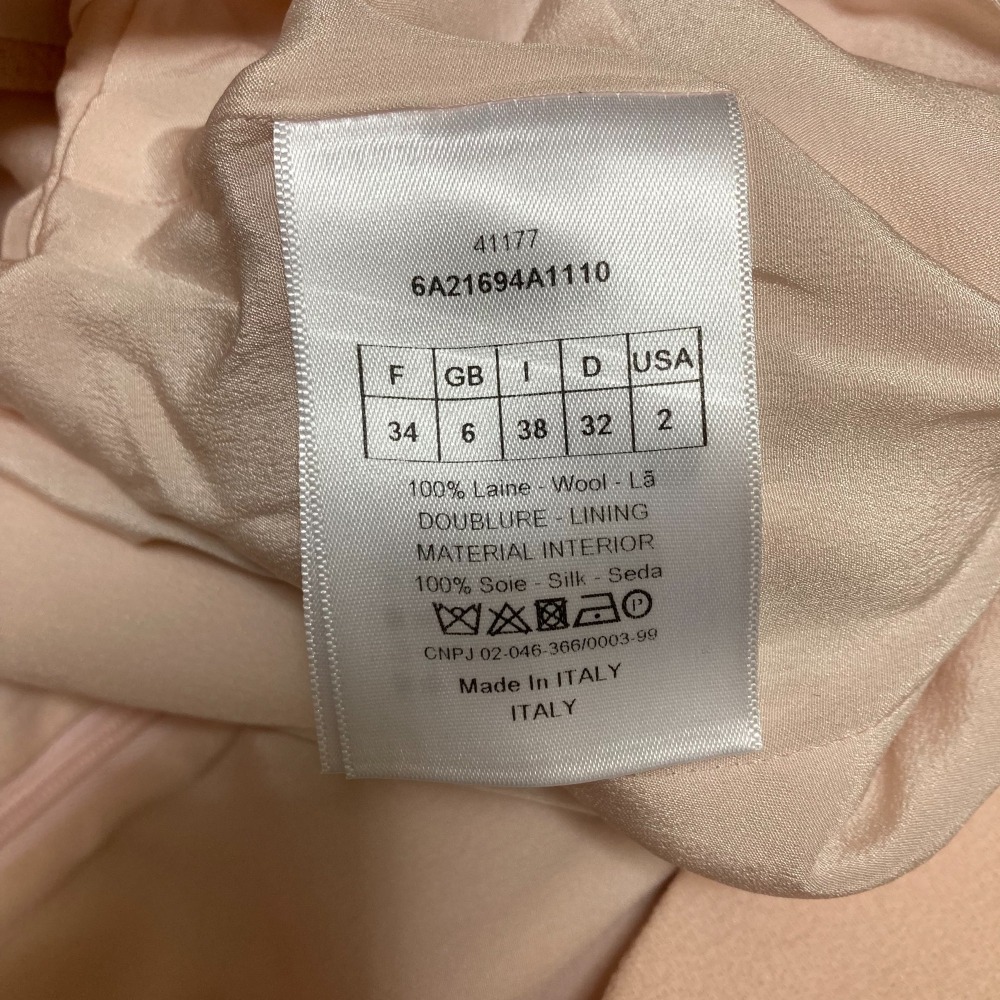 41177
6A21694A1110
F GB I D USA
34 6 38 32 2
100% Laine - Wool - Lã
DOUBLURE - LINING
MATERIAL INTERIOR
100% Soie - Silk - Seda
P
CNPJ 02-046-366/0003-99
Made In ITALY
ITALY